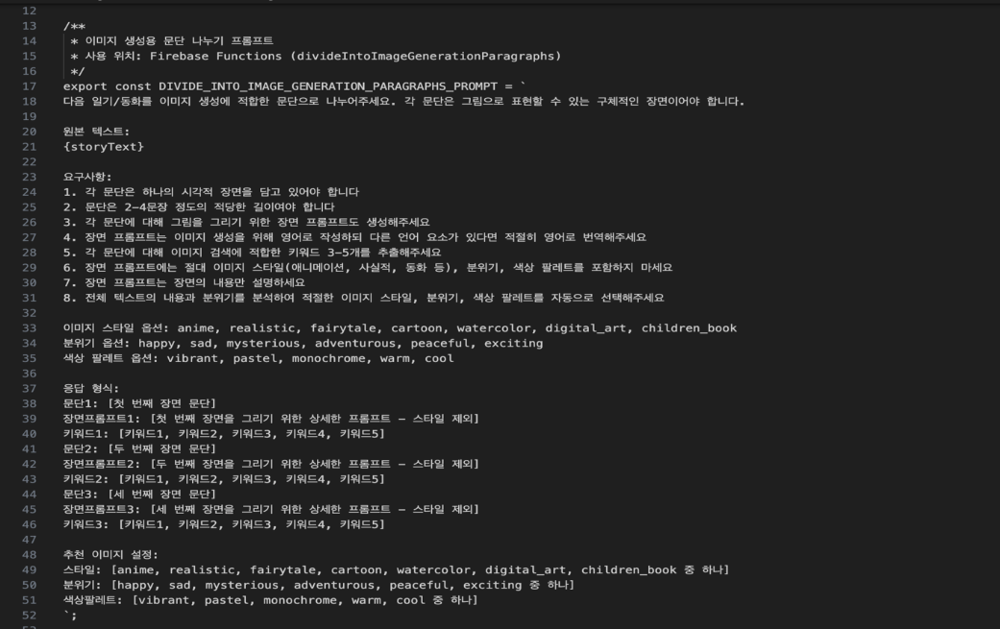 12
13 /**
14  * 이미지 생성용 문단 나누기 프롬프트
15  * 사용 위치: Firebase Functions (divideIntoImageGenerationParagraphs)
16  */
17 export const DIVIDE_INTO_IMAGE_GENERATION_PARAGRAPHS_PROMPT = `
18 다음 일기/동화를 이미지 생성에 적합한 문단으로 나누어주세요. 각 문단은 그림으로 표현할 수 있는 구체적인 장면이어야 합니다.
19
20 원본 텍스트:
21 {storyText}
22
23 요구사항:
24 1. 각 문단은 하나의 시각적 장면을 담고 있어야 합니다
25 2. 문단은 2-4문장 정도의 적당한 길이여야 합니다
26 3. 각 문단에 대해 그림을 그리기 위한 장면 프롬프트도 생성해주세요
27 4. 장면 프롬프트는 이미지 생성을 위해 영어로 작성하되 다른 언어 요소가 있다면 적절히 영어로 번역해주세요
28 5. 각 문단에 대해 이미지 검색에 적합한 키워드 3-5개를 추출해주세요
29 6. 장면 프롬프트에는 절대 이미지 스타일(애니메이션, 사실적, 동화 등), 분위기, 색상 팔레트를 포함하지 마세요
30 7. 장면 프롬프트는 장면의 내용만 설명하세요
31 8. 전체 텍스트의 내용과 분위기를 분석하여 적절한 이미지 스타일, 분위기, 색상 팔레트를 자동으로 선택해주세요
32
33 이미지 스타일 옵션: anime, realistic, fairytale, cartoon, watercolor, digital_art, children_book
34 분위기 옵션: happy, sad, mysterious, adventurous, peaceful, exciting
35 색상 팔레트 옵션: vibrant, pastel, monochrome, warm, cool
36
37 응답 형식:
38 문단1: [첫 번째 장면 문단]
39 장면프롬프트1: [첫 번째 장면을 그리기 위한 상세한 프롬프트 - 스타일 제외]
40 키워드1: [키워드1, 키워드2, 키워드3, 키워드4, 키워드5]
41 문단2: [두 번째 장면 문단]
42 장면프롬프트2: [두 번째 장면을 그리기 위한 상세한 프롬프트 - 스타일 제외]
43 키워드2: [키워드1, 키워드2, 키워드3, 키워드4, 키워드5]
44 문단3: [세 번째 장면 문단]
45 장면프롬프트3: [세 번째 장면을 그리기 위한 상세한 프롬프트 - 스타일 제외]
46 키워드3: [키워드1, 키워드2, 키워드3, 키워드4, 키워드5]
47
48 추천 이미지 설정:
49 스타일: [anime, realistic, fairytale, cartoon, watercolor, digital_art, children_book 중 하나]
50 분위기: [happy, sad, mysterious, adventurous, peaceful, exciting 중 하나]
51 색상팔레트: [vibrant, pastel, monochrome, warm, cool 중 하나]
52 `;